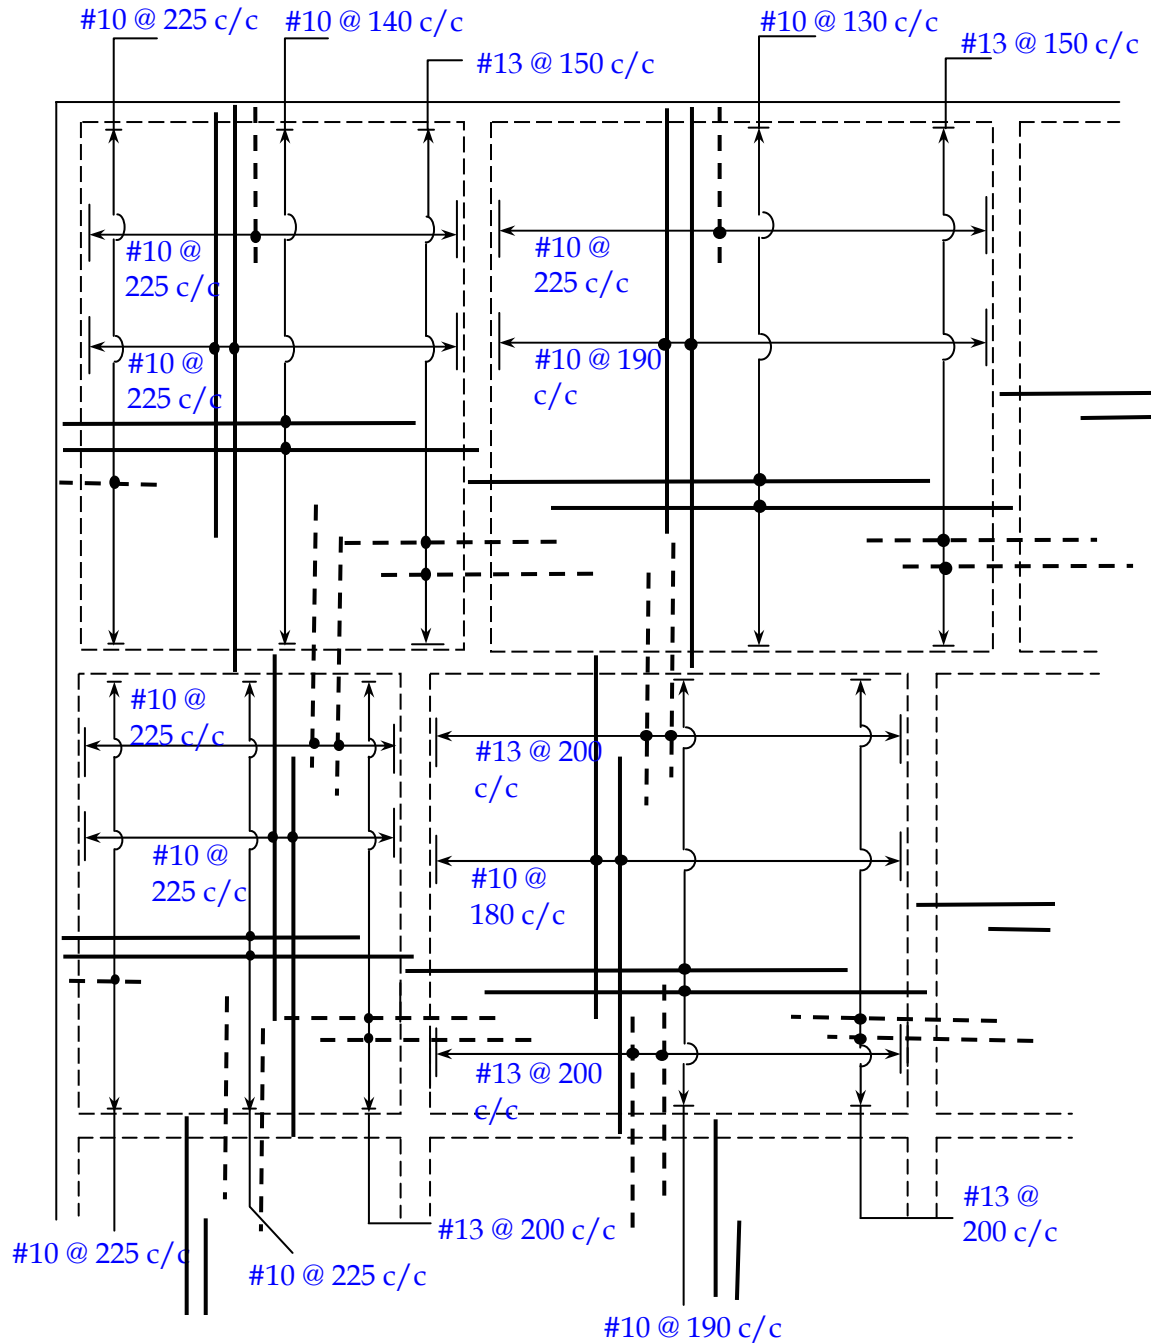 #10 @ 225 c/c
#10 @ 140 c/c
#10 @ 130 c/c
#13 @ 150 c/c
#13 @ 150 c/c
#10 @
225 c/c
#10 @
225 c/c
#10 @
225 c/c
#10 @ 190
c/c
#10 @
225 c/c
#13 @ 200
c/c
#10 @
225 c/c
#10 @
180 c/c
#13 @ 200
c/c
#10 @ 225 c/c
#13 @ 200 c/c
#13 @
200 c/c
#10 @ 225 c/c
#10 @ 190 c/c